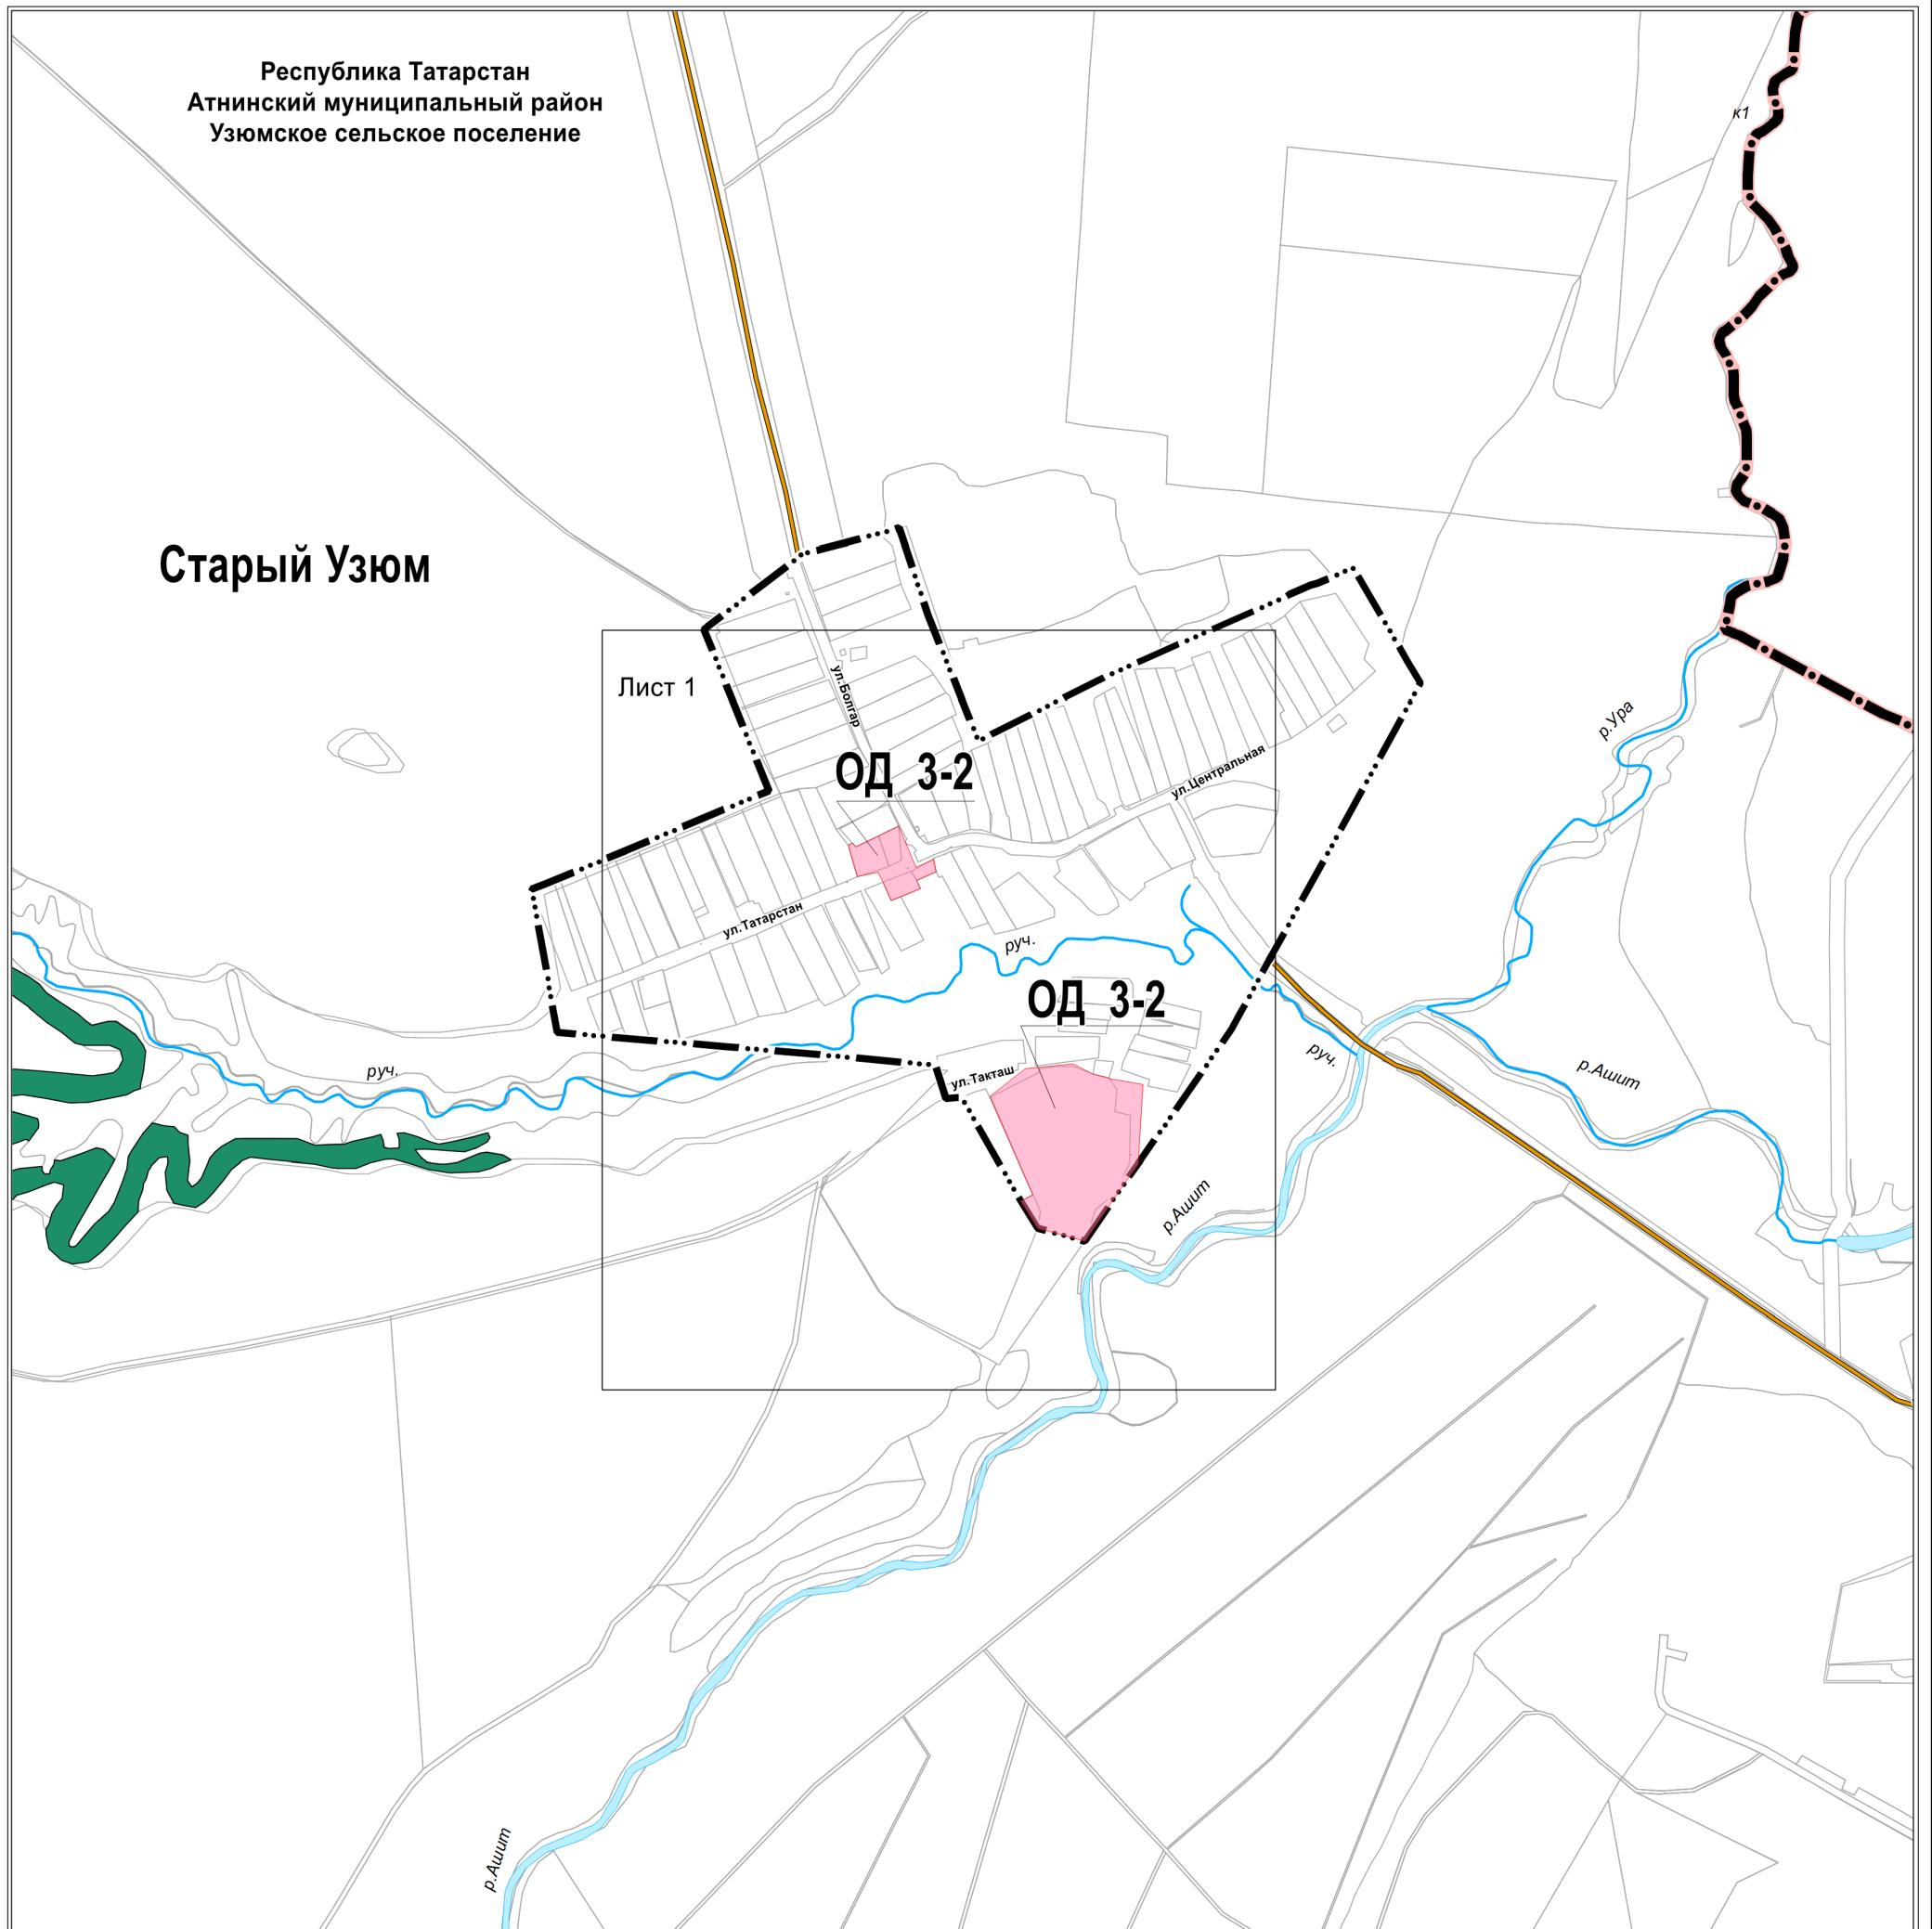 Республика Татарстан
Атнинский муниципальный район
Узюмское сельское поселение
к1
Старый Узюм
Лист 1
ул.Болгар
р.Ура
ОД 3-2
ул.Центральная
ул.Татарстан
руч.
ОД 3-2
руч.
руч.
ул.Такташ
р.Ашит
р.Ашит
р.Ашит